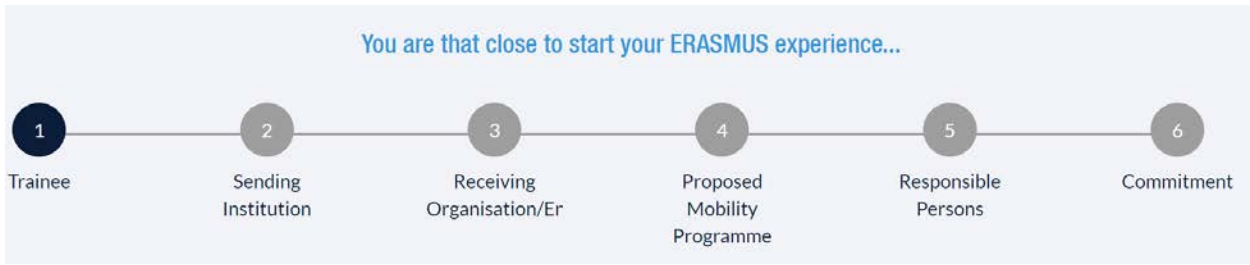 You are that close to start your ERASMUS experience...
1
2
3
4
5
6
Trainee
Sending
Institution
Receiving
Organisation/Er
Proposed
Mobility
Programme
Responsible
Persons
Commitment